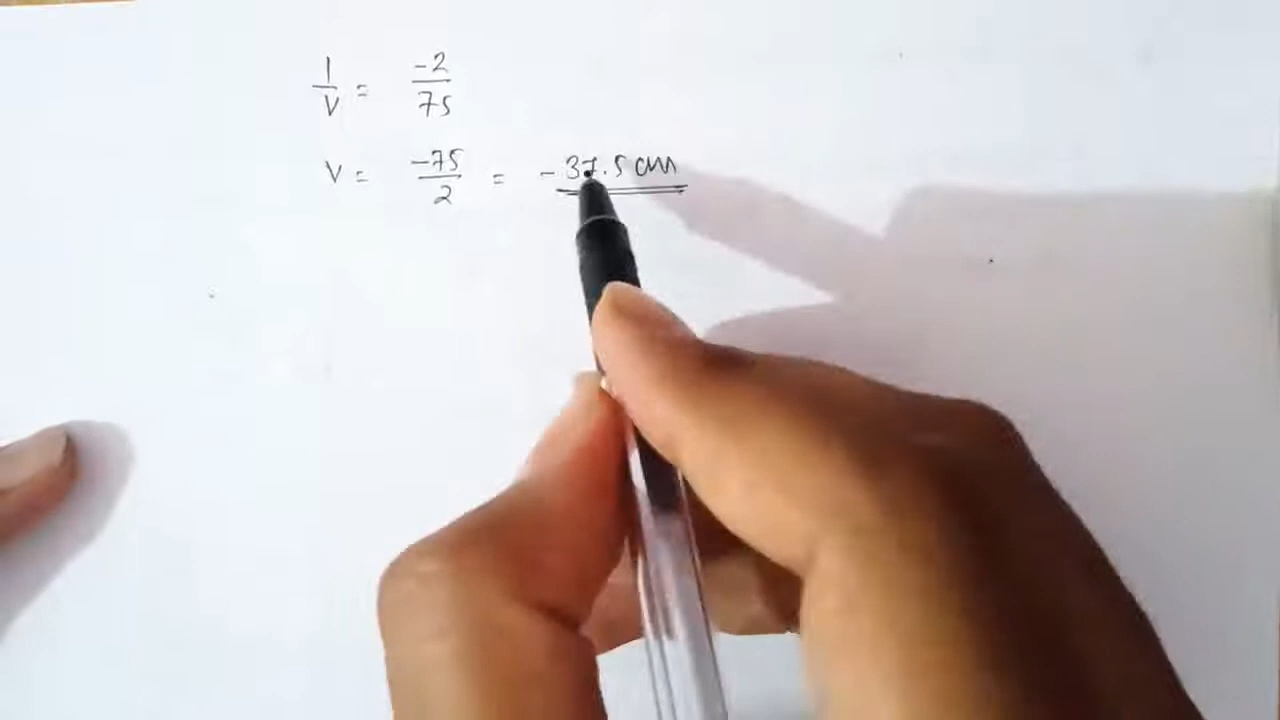 1/V = -2/75
V = -75/2 = -37.5 cm